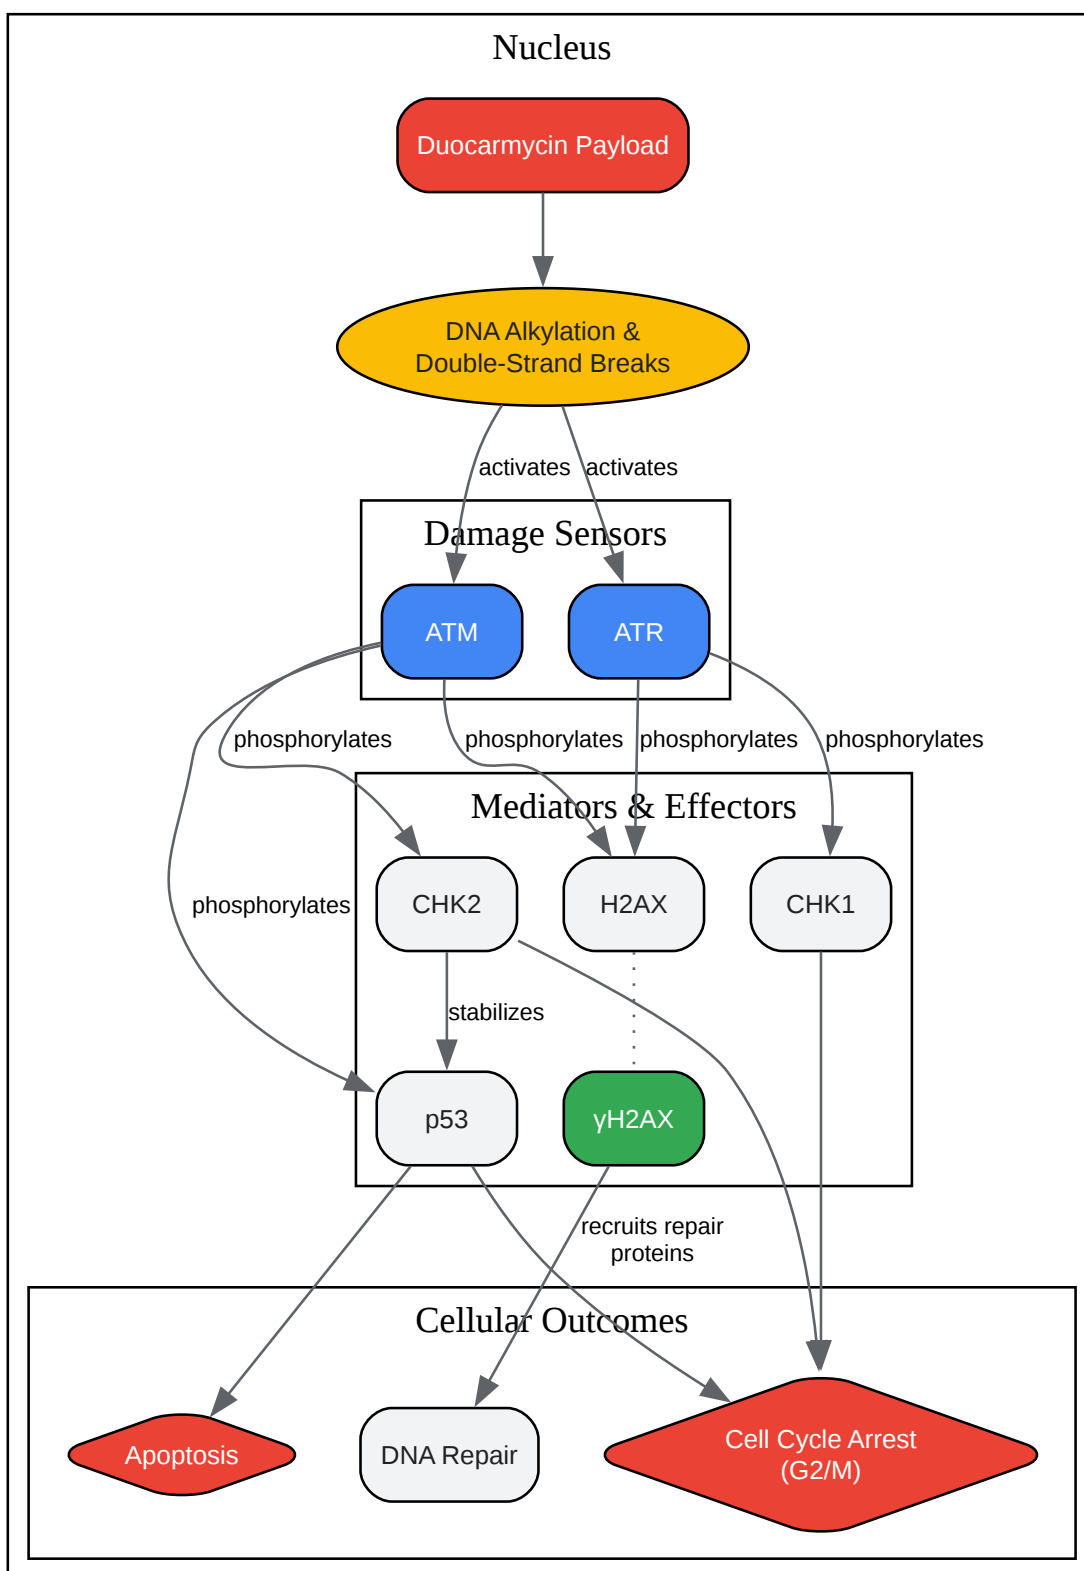 Nucleus
Duocarmycin Payload
DNA Alkylation &
Double-Strand Breaks
activates
activates
Damage Sensors
ATM
ATR
phosphorylates
phosphorylates
phosphorylates
phosphorylates
Mediators & Effectors
CHK2
H2AX
CHK1
phosphorylates
stabilizes
p53
γH2AX
recruits repair
proteins
Cellular Outcomes
Apoptosis
DNA Repair
Cell Cycle Arrest
(G2/M)